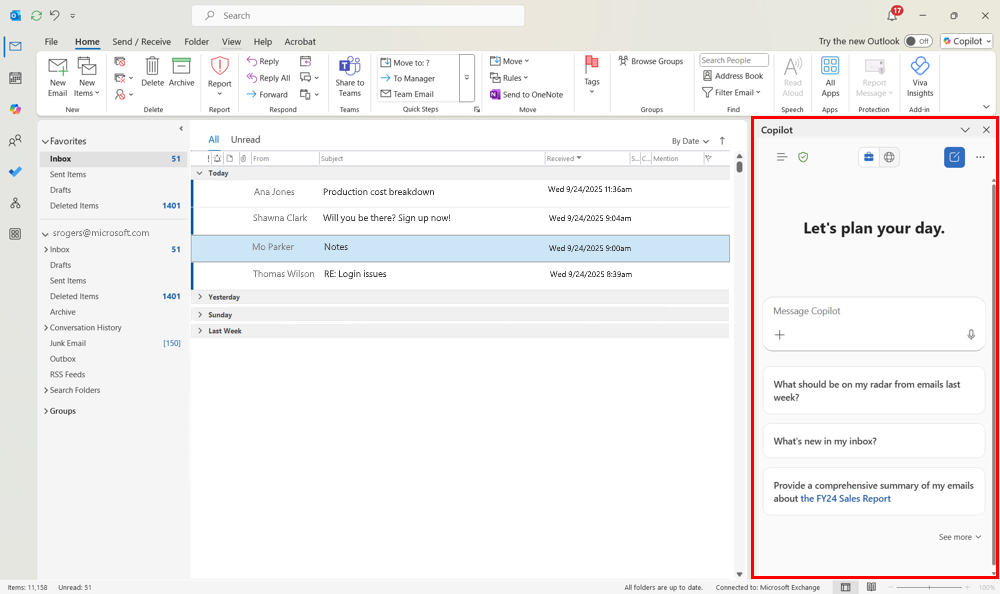 Search
17
File Home Send / Receive Folder View Help Acrobat
Try the new Outlook Off Copilot
New Email
New Items
New
Delete
Archive
Delete
Report
Report
Reply
Reply All
Forward
Respond
Share to Teams
Teams
Move to: ?
To Manager
Team Email
Quick Steps
Move
Rules
Send to OneNote
Move
Tags
Browse Groups
Groups
Search People
Address Book
Filter Email
Find
Read Aloud
Speech
All Apps
Apps
Report Message
Protection
Viva Insights
Add-in
Favorites
Inbox 51
Sent Items
Drafts
Deleted Items 1401
srogers@microsoft.com
Inbox 51
Drafts
Sent Items
Deleted Items 1401
Archive
Conversation History
Junk Email [150]
Outbox
RSS Feeds
Search Folders
Groups
All Unread
By Date
From Subject Received S... C... Mention
Today
Ana Jones Production cost breakdown Wed 9/24/2025 11:36am
Shawna Clark Will you be there? Sign up now! Wed 9/24/2025 9:04am
Mo Parker Notes Wed 9/24/2025 9:00am
Thomas Wilson RE: Login issues Wed 9/24/2025 8:39am
Yesterday
Sunday
Last Week
Copilot
Let's plan your day.
Message Copilot
What should be on my radar from emails last
week?
What's new in my inbox?
Provide a comprehensive summary of my emails
about the FY24 Sales Report
See more
Items: 11,158 Unread: 51
All folders are up to date. Connected to: Microsoft Exchange
100%